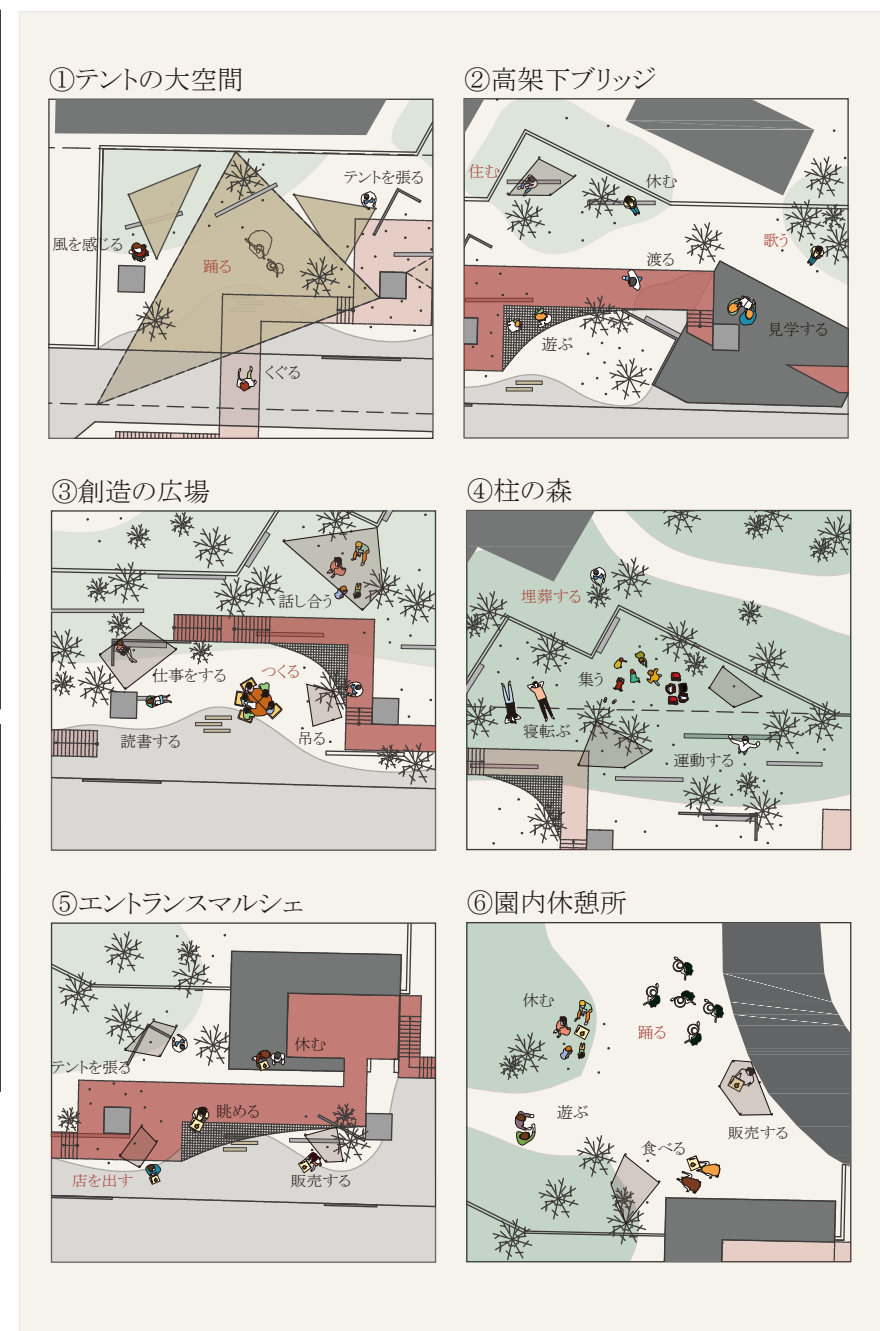 ①テントの大空間
テントを張る
風を感じる
踊る
くぐる
②高架下ブリッジ
住む
休む
歌う
渡る
見学する
遊ぶ
③創造の広場
話し合う
仕事をする
つくる
読書する
吊る
④柱の森
埋葬する
集う
寝転ぶ
運動する
⑤エントランスマルシェ
休む
テントを張る
眺める
店を出す
販売する
⑥園内休憩所
休む
踊る
遊ぶ
販売する
食べる